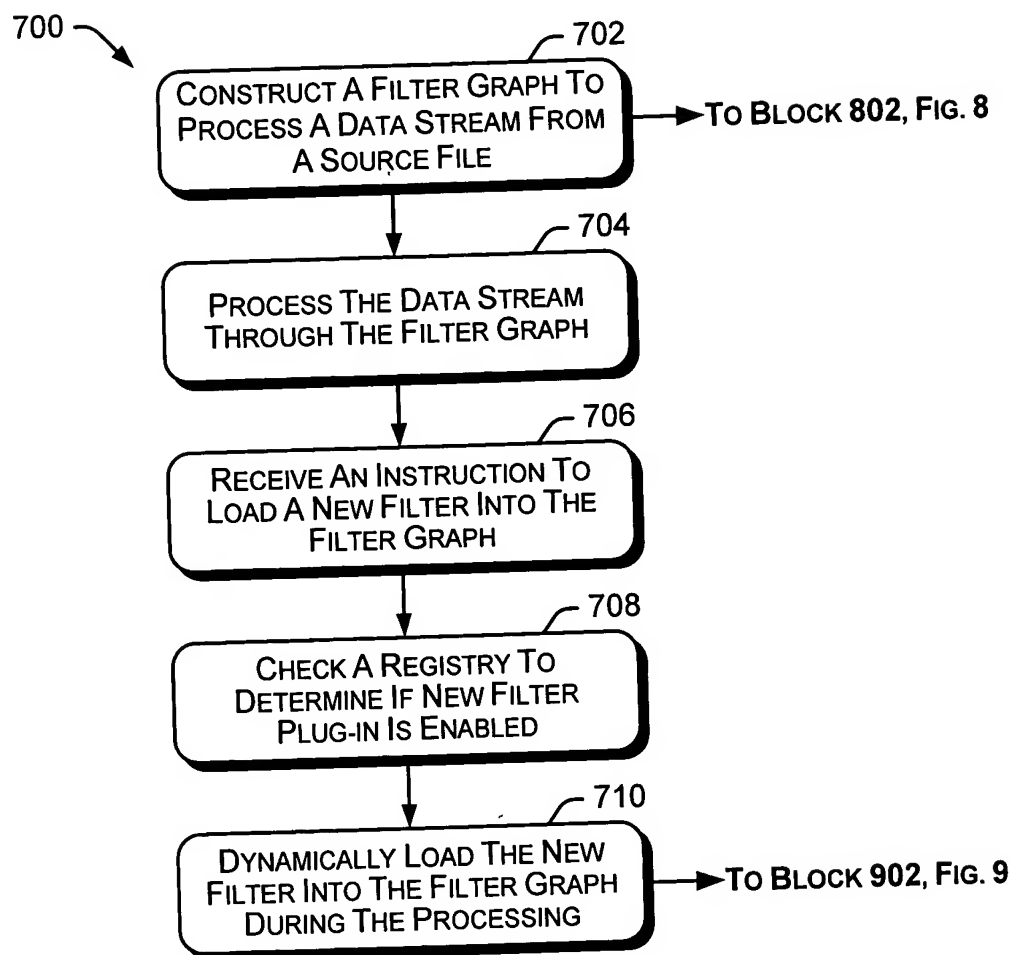 700
702
CONSTRUCT A FILTER GRAPH TO
PROCESS A DATA STREAM FROM
A SOURCE FILE
TO BLOCK 802, FIG. 8
704
PROCESS THE DATA STREAM
THROUGH THE FILTER GRAPH
706
RECEIVE AN INSTRUCTION TO
LOAD A NEW FILTER INTO THE
FILTER GRAPH
708
CHECK A REGISTRY TO
DETERMINE IF NEW FILTER
PLUG-IN IS ENABLED
710
DYNAMICALLY LOAD THE NEW
FILTER INTO THE FILTER GRAPH
DURING THE PROCESSING
TO BLOCK 902, FIG. 9